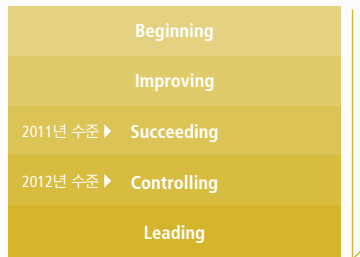 Beginning
Improving
2011년 수준 ▶ Succeeding
2012년 수준 ▶ Controlling
Leading